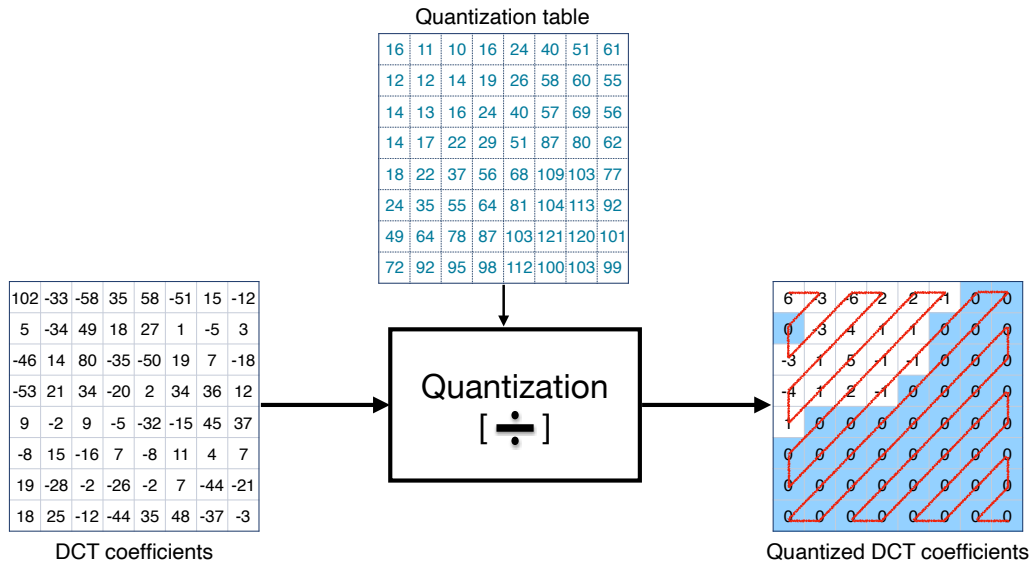 Quantization table
16 11 10 16 24 40 51 61
12 12 14 19 26 58 60 55
14 13 16 24 40 57 69 56
14 17 22 29 51 87 80 62
18 22 37 56 68 109 103 77
24 35 55 64 81 104 113 92
49 64 78 87 103 121 120 101
72 92 95 98 112 100 103 99
102 -33 -58 35 58 -51 15 -12
5 -34 49 18 27 1 -5 3
-46 14 80 -35 -50 19 7 -18
-53 21 34 -20 2 34 36 12
9 -2 9 -5 -32 -15 45 37
-8 15 -16 7 -8 11 4 7
19 -28 -2 -26 -2 7 -44 -21
18 25 -12 -44 35 48 -37 -3
DCT coefficients
Quantization
[÷]
6 -3 -6 2 2 -1 0 0
0 -3 4 1 1 0 0 0
-3 1 5 -1 -1 0 0 0
-4 1 2 -1 0 0 0 0
1 0 0 0 0 0 0 0
0 0 0 0 0 0 0 0
0 0 0 0 0 0 0 0
0 0 0 0 0 0 0 0
Quantized DCT coefficients